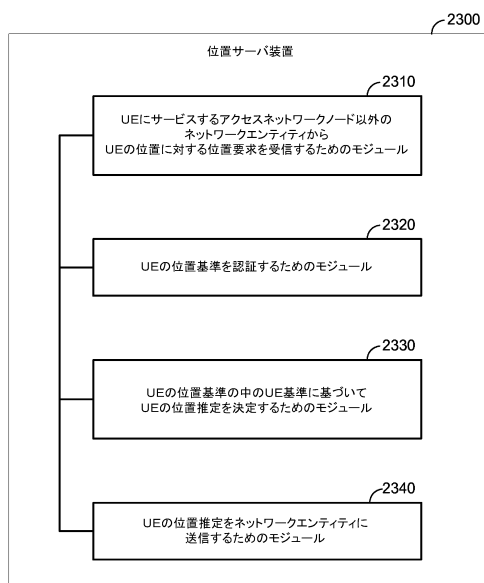 2300
位置サーバ装置
2310
UEにサービスするアクセスネットワークノード以外の
ネットワークエンティティから
UEの位置に対する位置要求を受信するためのモジュール
2320
UEの位置基準を認証するためのモジュール
2330
UEの位置基準の中のUE基準に基づいて
UEの位置推定を決定するためのモジュール
2340
UEの位置推定をネットワークエンティティに
送信するためのモジュール